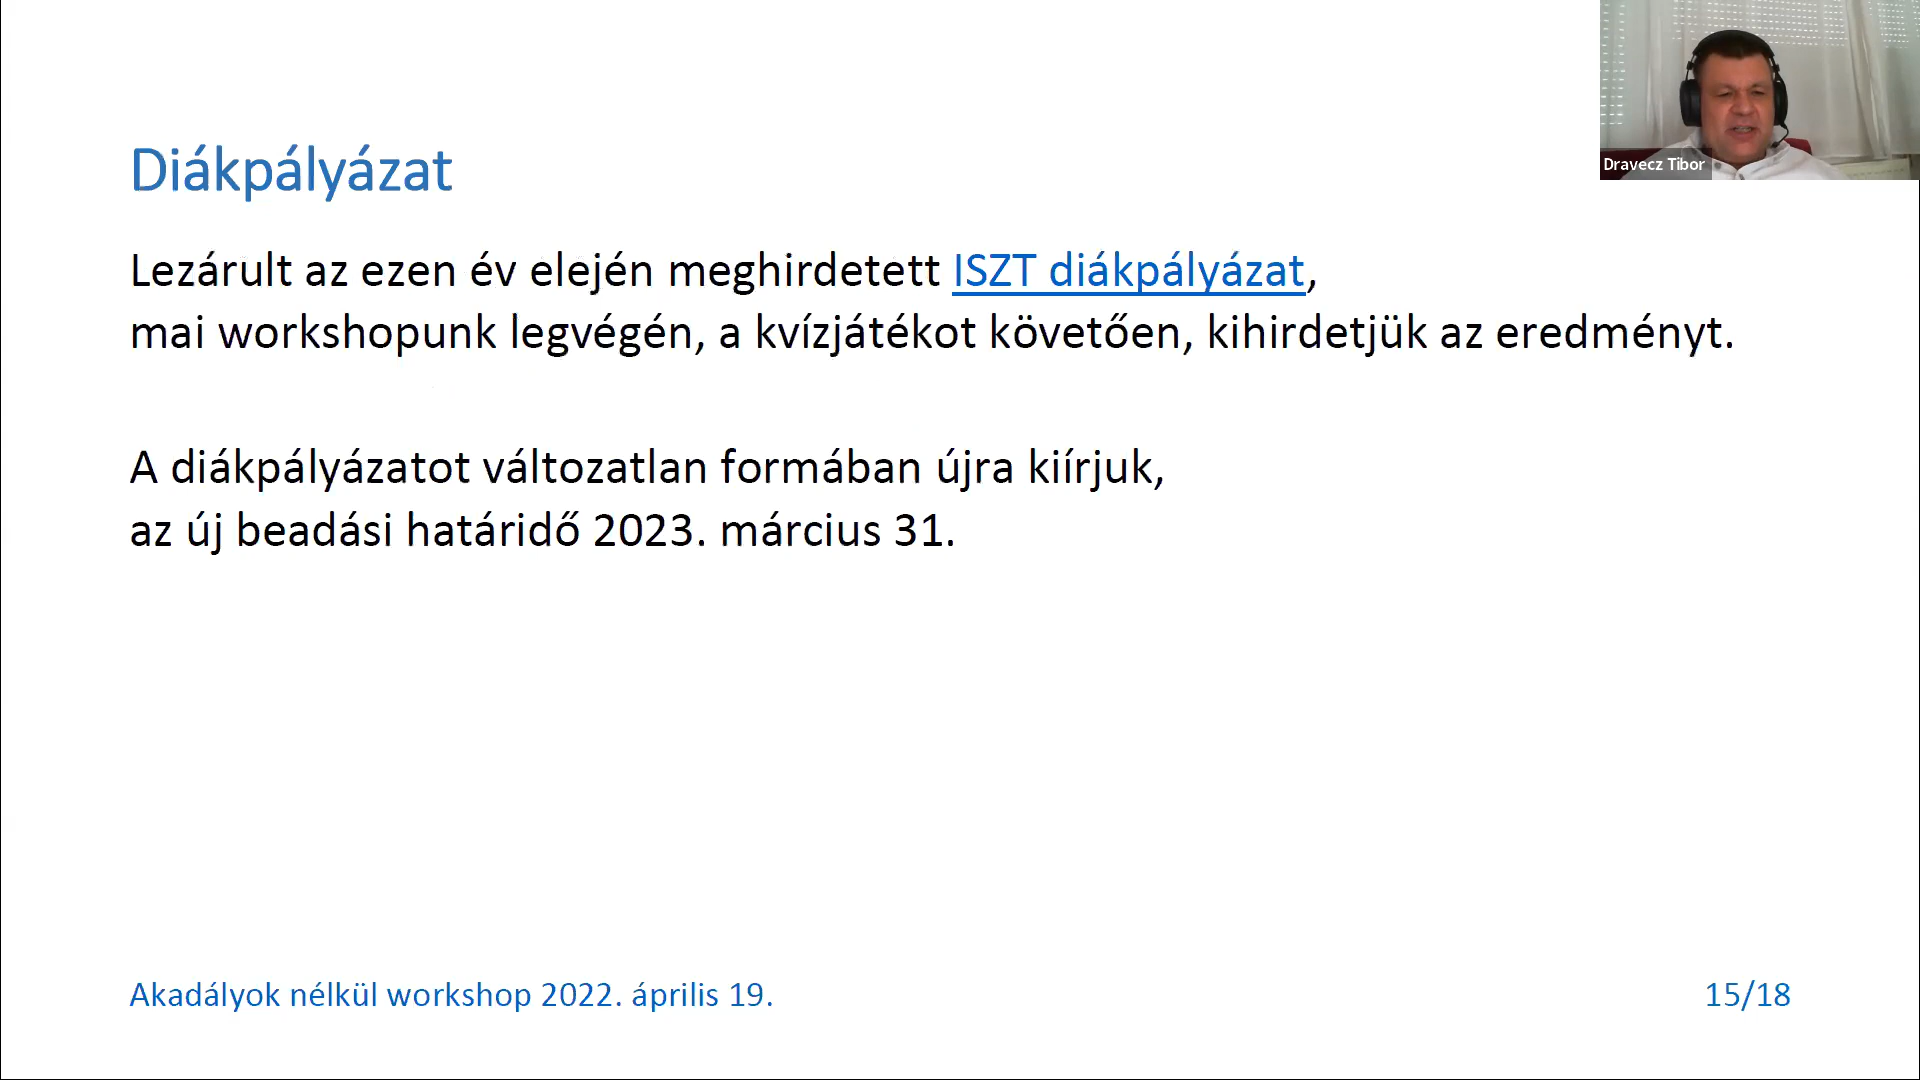 Dravecz Tibor
Diákpályázat
Lezárult az ezen év elején meghirdetett ISZT diákpályázat,
mai workshopunk legvégén, a kvízjátékot követően, kihirdetjük az eredményt.
A diákpályázatot változatlan formában újra kiírjuk,
az új beadási határidő 2023. március 31.
Akadályok nélkül workshop 2022. április 19.
15/18